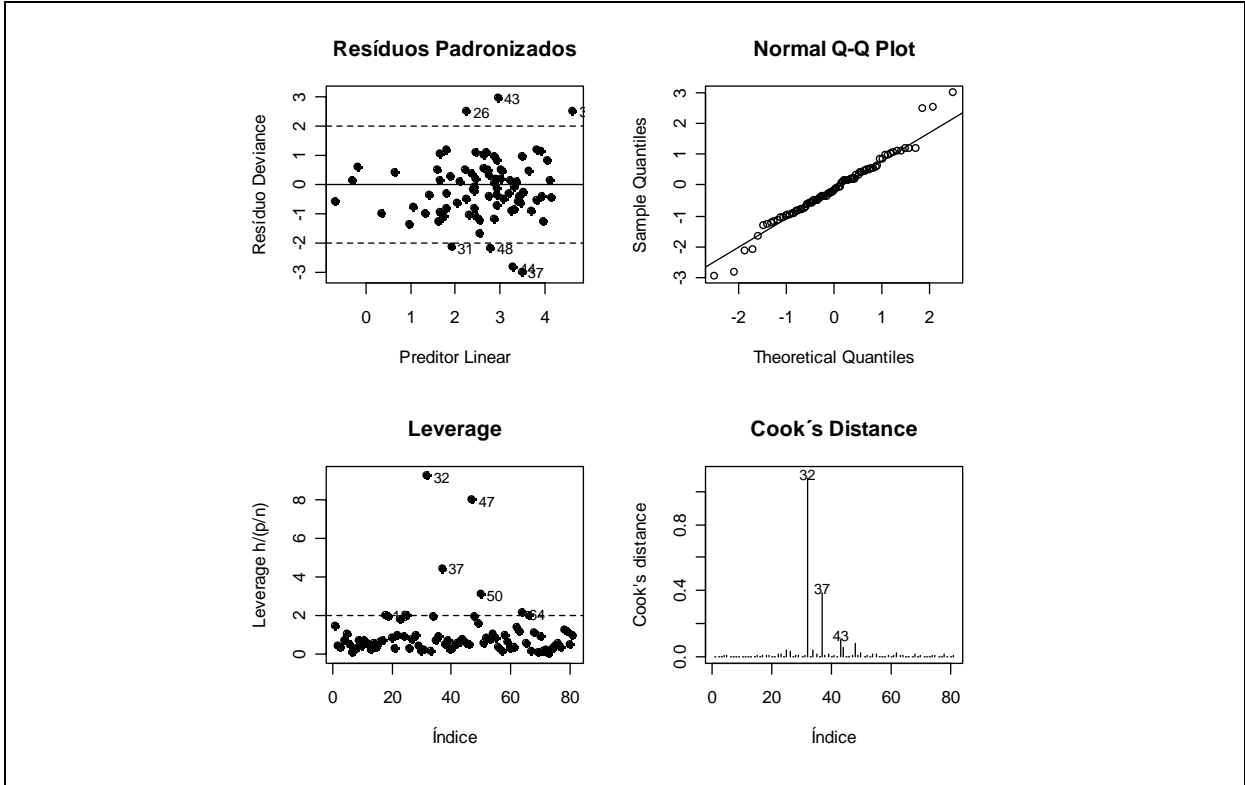 Resíduos Padronizados
Resíduo Deviance
3
2
1
0
-1
-2
-3
43
26
3
31
48
44
37
0 1 2 3 4
Preditor Linear
Normal Q-Q Plot
Sample Quantiles
3
2
1
0
-1
-2
-3
-2 -1 0 1 2
Theoretical Quantiles
Leverage
Leverage h/(p/n)
8
6
4
2
0
32
47
37
50
64
0 20 40 60 80
Índice
Cook´s Distance
Cook's distance
0.8
0.4
0.0
32
37
43
0 20 40 60 80
Índice